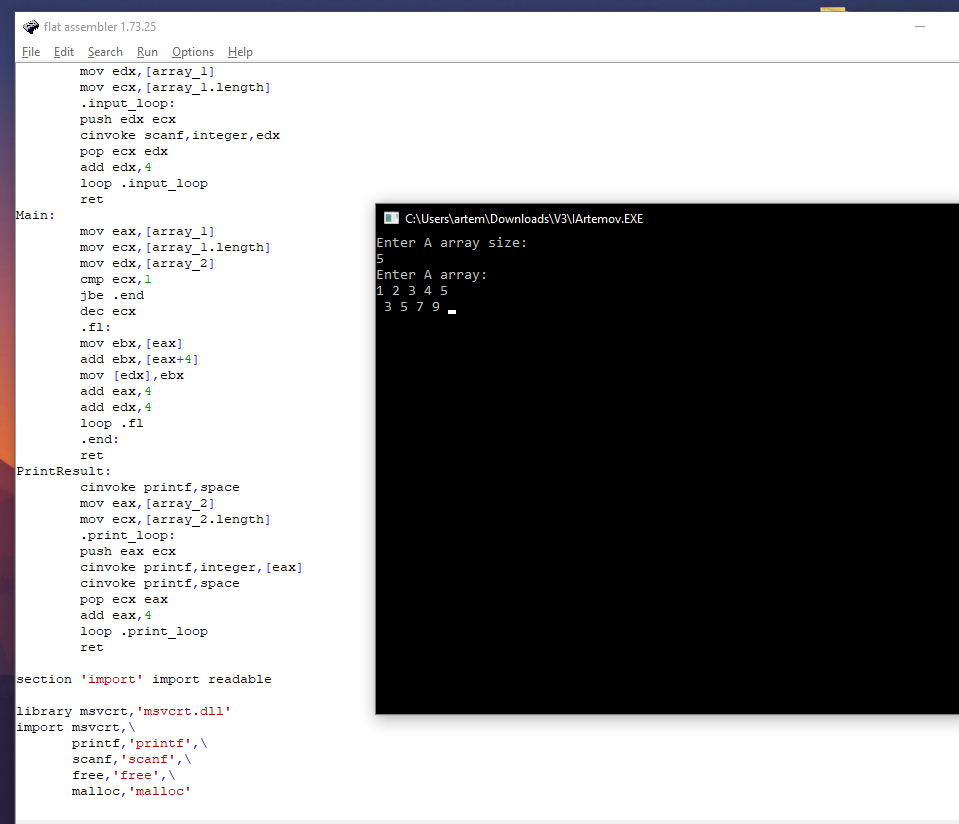 flat assembler 1.73.25
File Edit Search Run Options Help
mov edx,[array_1]
mov ecx,[array_1.length]
.input_loop:
push edx ecx
cinvoke scanf,integer,edx
pop ecx edx
add edx,4
loop .input_loop
ret
Main:
mov eax,[array_1]
mov ecx,[array_1.length]
mov edx,[array_2]
cmp ecx,1
jbe .end
dec ecx
.fl:
mov ebx,[eax]
add ebx,[eax+4]
mov [edx],ebx
add eax,4
add edx,4
loop .fl
.end:
ret
PrintResult:
cinvoke printf,space
mov eax,[array_2]
mov ecx,[array_2.length]
.print_loop:
push eax ecx
cinvoke printf,integer,[eax]
cinvoke printf,space
pop ecx eax
add eax,4
loop .print_loop
ret
section 'import' import readable
library msvcrt,'msvcrt.dll'
import msvcrt,\
printf,'printf',\
scanf,'scanf',\
free,'free',\
malloc,'malloc'
C:\Users\artem\Downloads\V3\IArtemov.EXE
Enter A array size:
5
Enter A array:
1 2 3 4 5
3 5 7 9